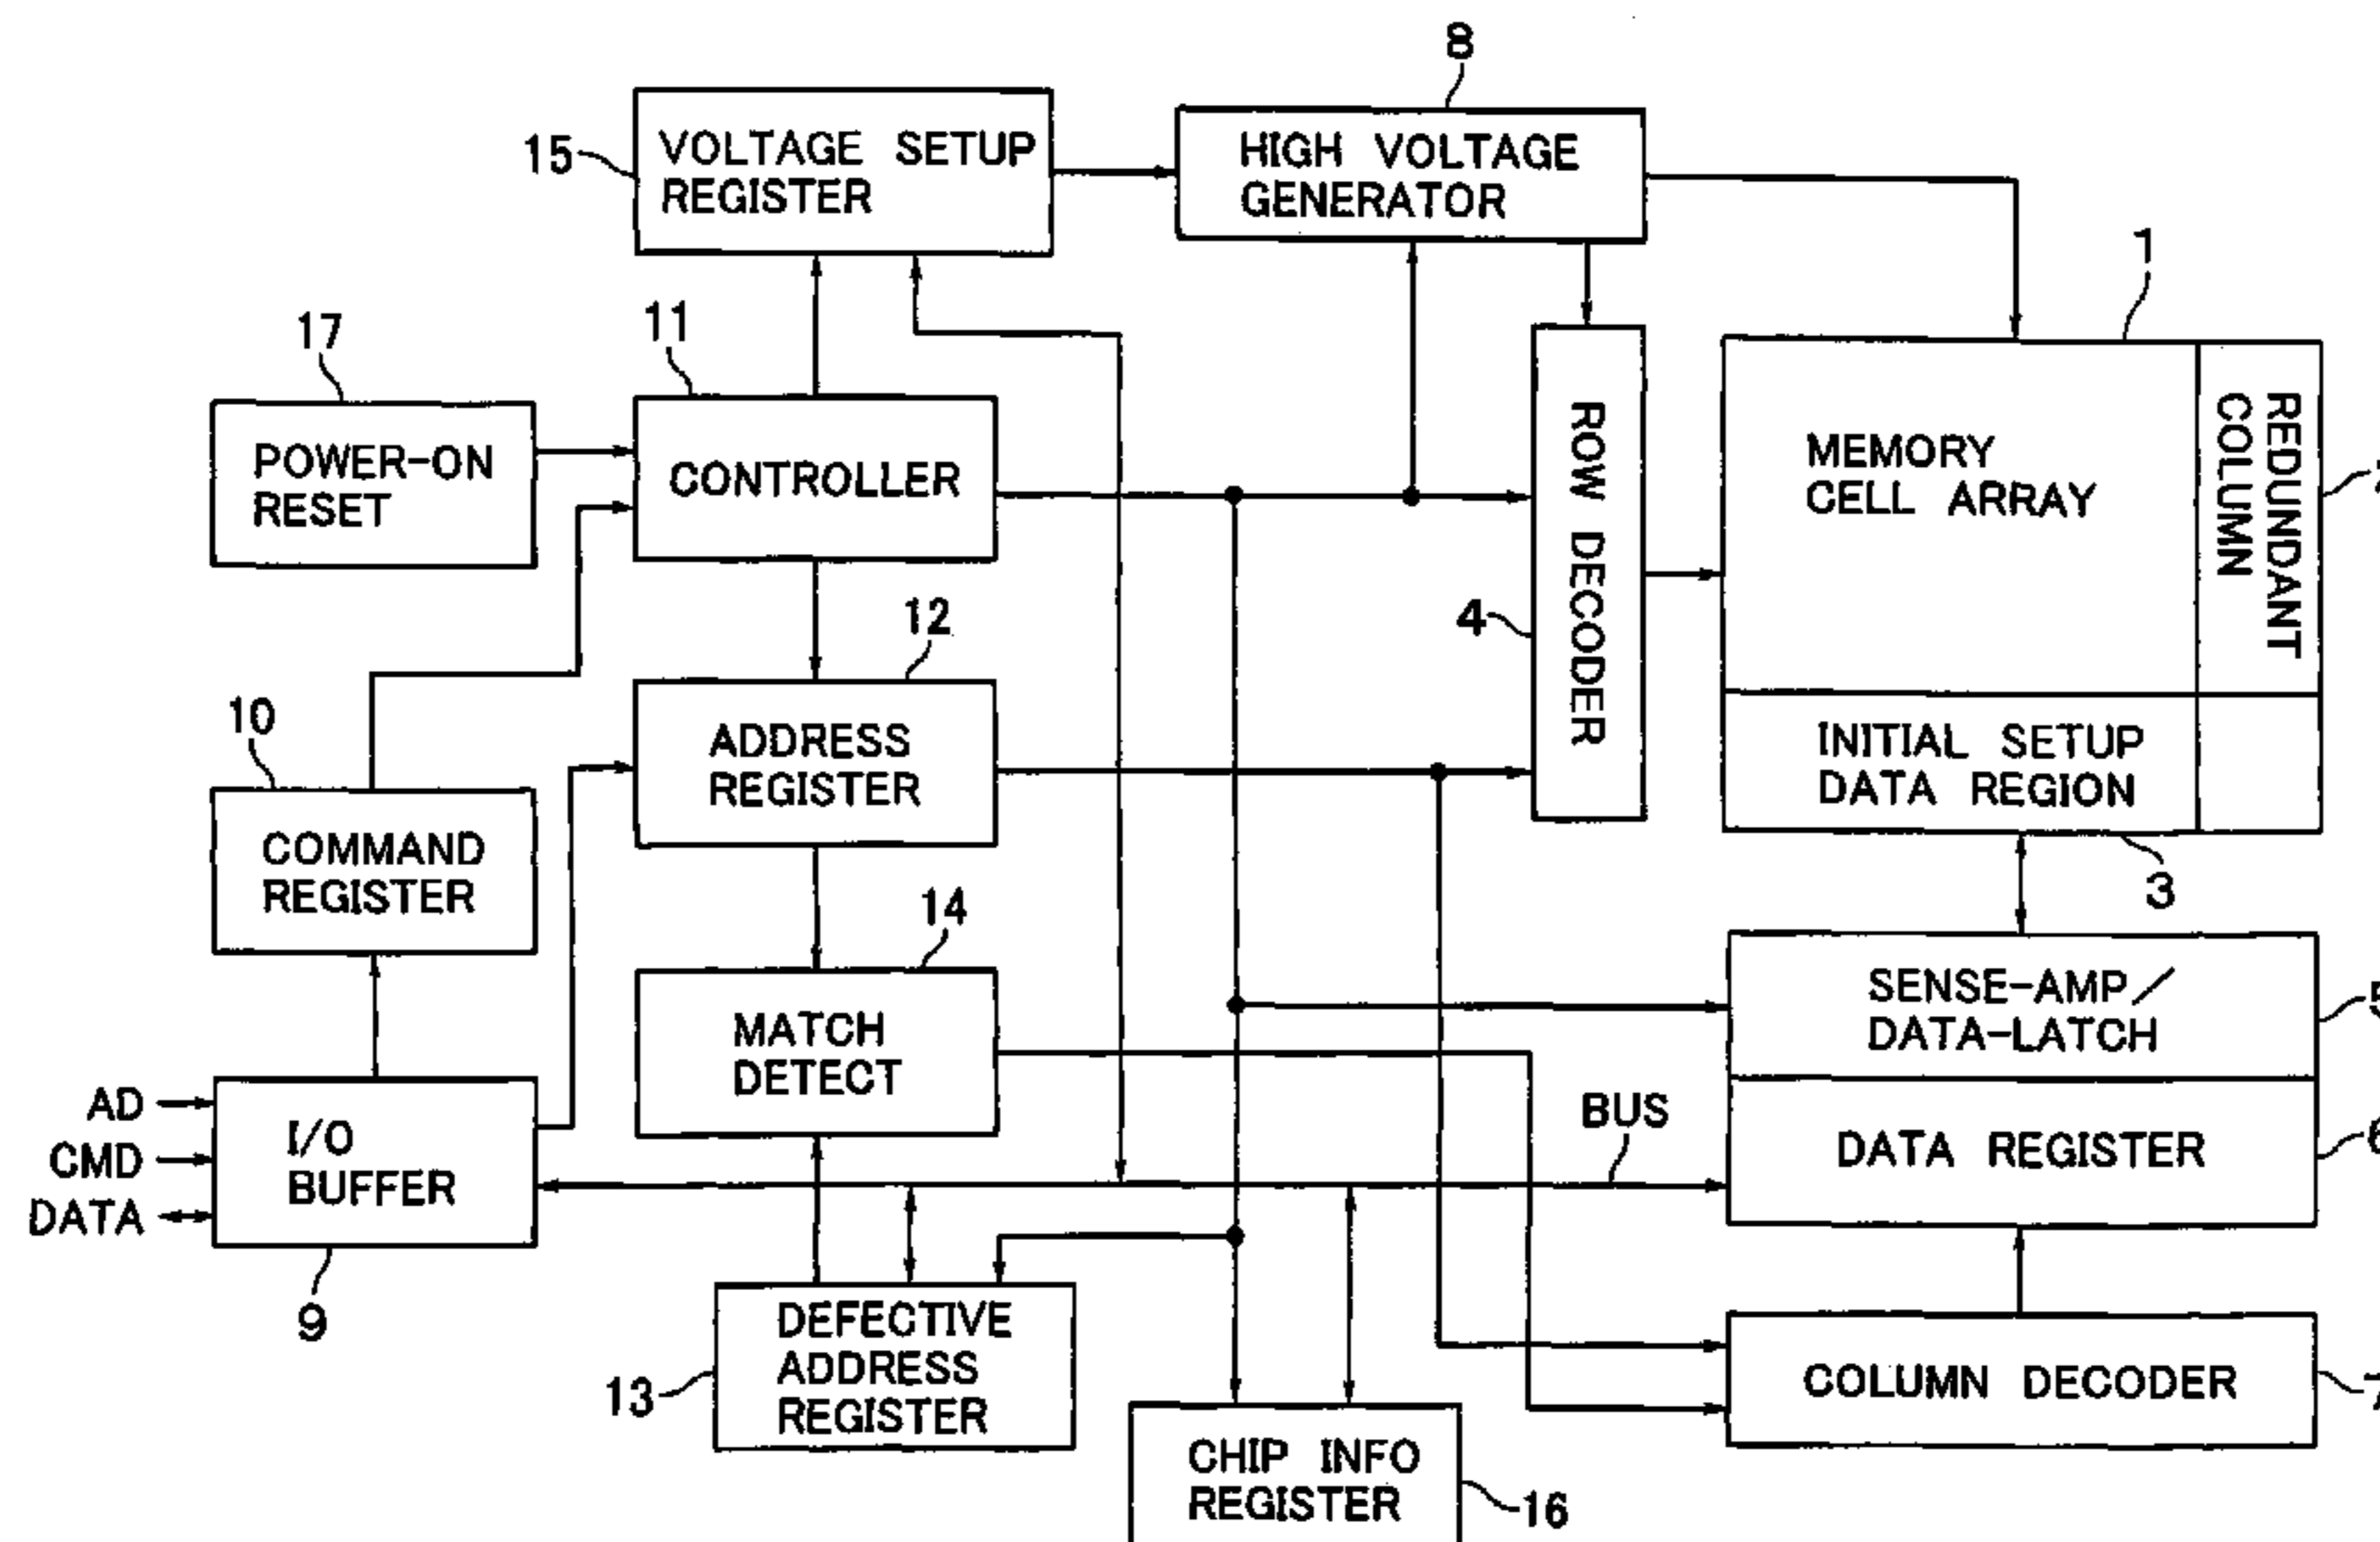 8
15
VOLTAGE SETUP
REGISTER
HIGH VOLTAGE
GENERATOR
1
17
11
POWER-ON
RESET
CONTROLLER
ROW DECODER
4
MEMORY
CELL ARRAY
REDUNDANT
COLUMN
12
10
ADDRESS
REGISTER
INITIAL SETUP
DATA REGION
3
COMMAND
REGISTER
14
MATCH
DETECT
SENSE-AMP/
DATA-LATCH
5
AD
CMD
DATA
I/O
BUFFER
9
BUS
DATA REGISTER
6
13
DEFECTIVE
ADDRESS
REGISTER
COLUMN DECODER
7
CHIP INFO
REGISTER
16